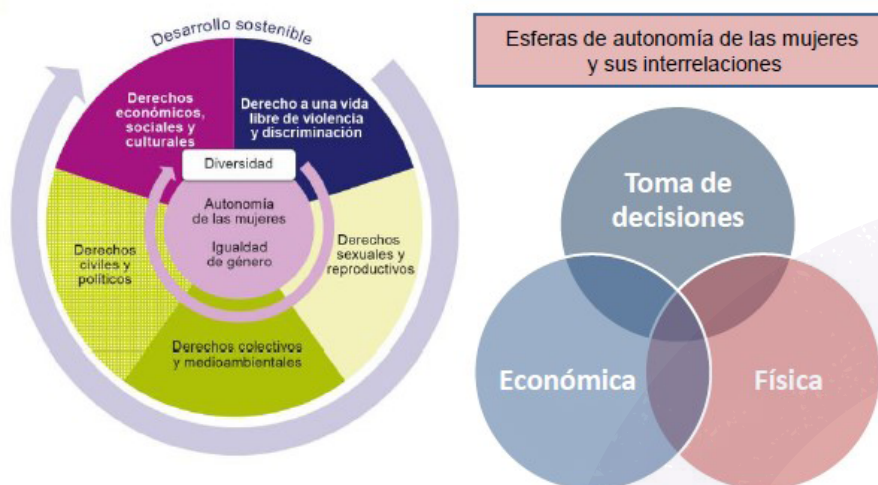 Desarrollo sostenible
Derechos
económicos,
sociales y
culturales
Derecho a una vida
libre de violencia
y discriminación
Diversidad
Autonomía
de las mujeres
Igualdad
de género
Derechos
civiles y
políticos
Derechos
sexuales y
reproductivos
Derechos colectivos
y medioambientales
Esferas de autonomía de las mujeres
y sus interrelaciones
Toma de
decisiones
Económica
Física